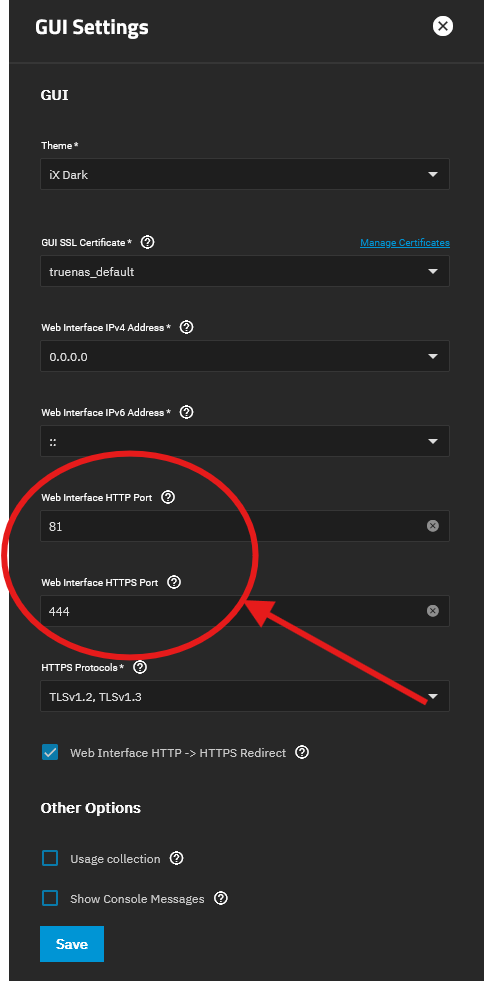 GUI Settings
GUI
Theme *
iX Dark
GUI SSL Certificate * Manage Certificates
truenas_default
Web Interface IPv4 Address *
0.0.0.0
Web Interface IPv6 Address *
::
Web Interface HTTP Port
81
Web Interface HTTPS Port
444
HTTPS Protocols *
TLSv1.2, TLSv1.3
Web Interface HTTP -> HTTPS Redirect
Other Options
Usage collection
Show Console Messages
Save